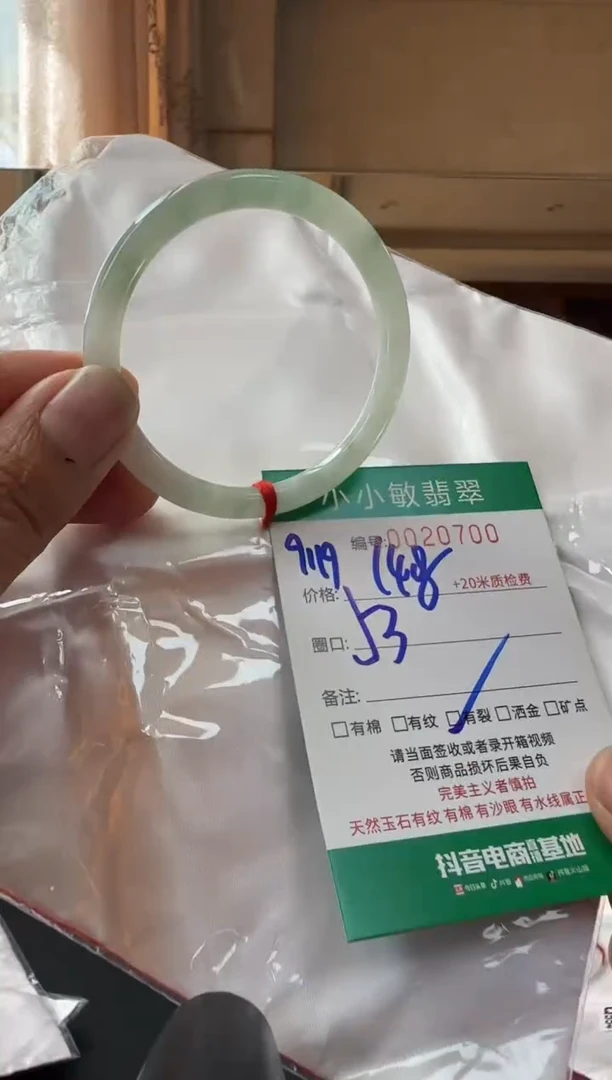 小小敏翡翠
编号:0020700
9119 148
价格: +20米质检费
圈口: 53
备注:
□有棉 □有纹 □有裂 □洒金 □矿点
请当面签收或者录开箱视频
否则商品损坏后果自负
完美主义者慎拍
天然玉石有纹有棉有沙眼有水线属正
抖音电商 基地